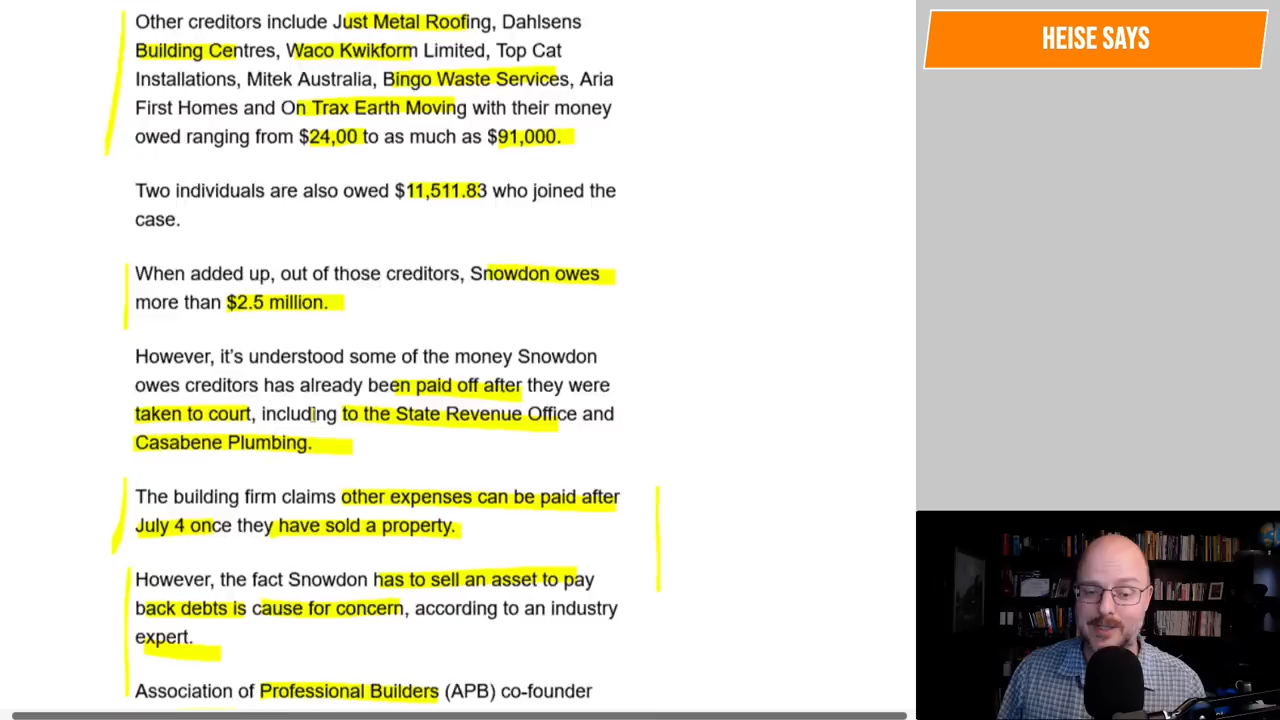 Other creditors include Just Metal Roofing, Dahlsens
Building Centres, Waco Kwikform Limited, Top Cat
Installations, Mitek Australia, Bingo Waste Services, Aria
First Homes and On Trax Earth Moving with their money
owed ranging from $24,00 to as much as $91,000.
Two individuals are also owed $11,511.83 who joined the
case.
When added up, out of those creditors, Snowdon owes
more than $2.5 million.
However, it’s understood some of the money Snowdon
owes creditors has already been paid off after they were
taken to court, including to the State Revenue Office and
Casabene Plumbing.
The building firm claims other expenses can be paid after
July 4 once they have sold a property.
However, the fact Snowdon has to sell an asset to pay
back debts is cause for concern, according to an industry
expert.
Association of Professional Builders (APB) co-founder
HEISE SAYS